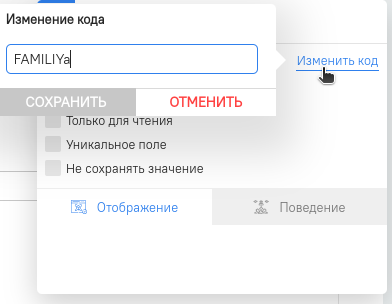 Изменение кода
FAMILIYa
Изменить код
СОХРАНИТЬ ОТМЕНИТЬ
Только для чтения
Уникальное поле
Не сохранять значение
Отображение Поведение